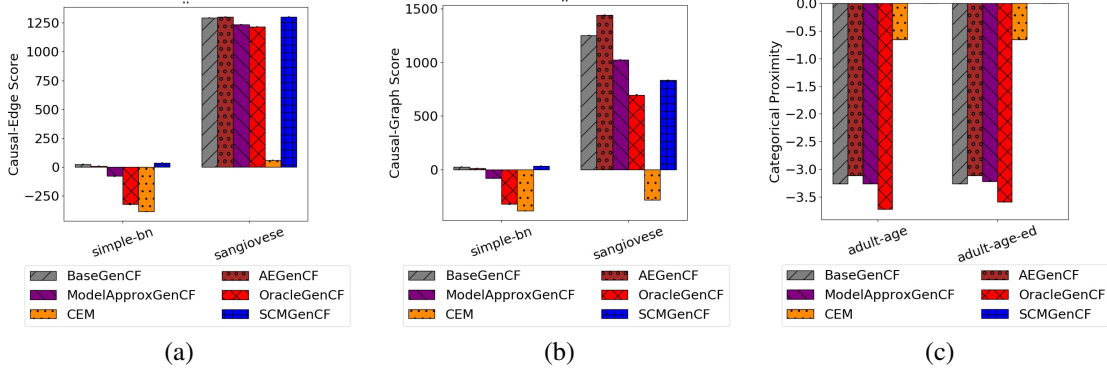 Causal-Edge Score
1250
1000
750
500
250
0
−250
simple-bn
sangiovese
BaseGenCF
AEGenCF
ModelApproxGenCF
OracleGenCF
CEM
SCMGenCF
(a)
Causal-Graph Score
1500
1000
500
0
simple-bn
sangiovese
BaseGenCF
AEGenCF
ModelApproxGenCF
OracleGenCF
CEM
SCMGenCF
(b)
Categorical Proximity
0.0
−0.5
−1.0
−1.5
−2.0
−2.5
−3.0
−3.5
adult-age
adult-age-ed
BaseGenCF
AEGenCF
ModelApproxGenCF
OracleGenCF
CEM
SCMGenCF
(c)